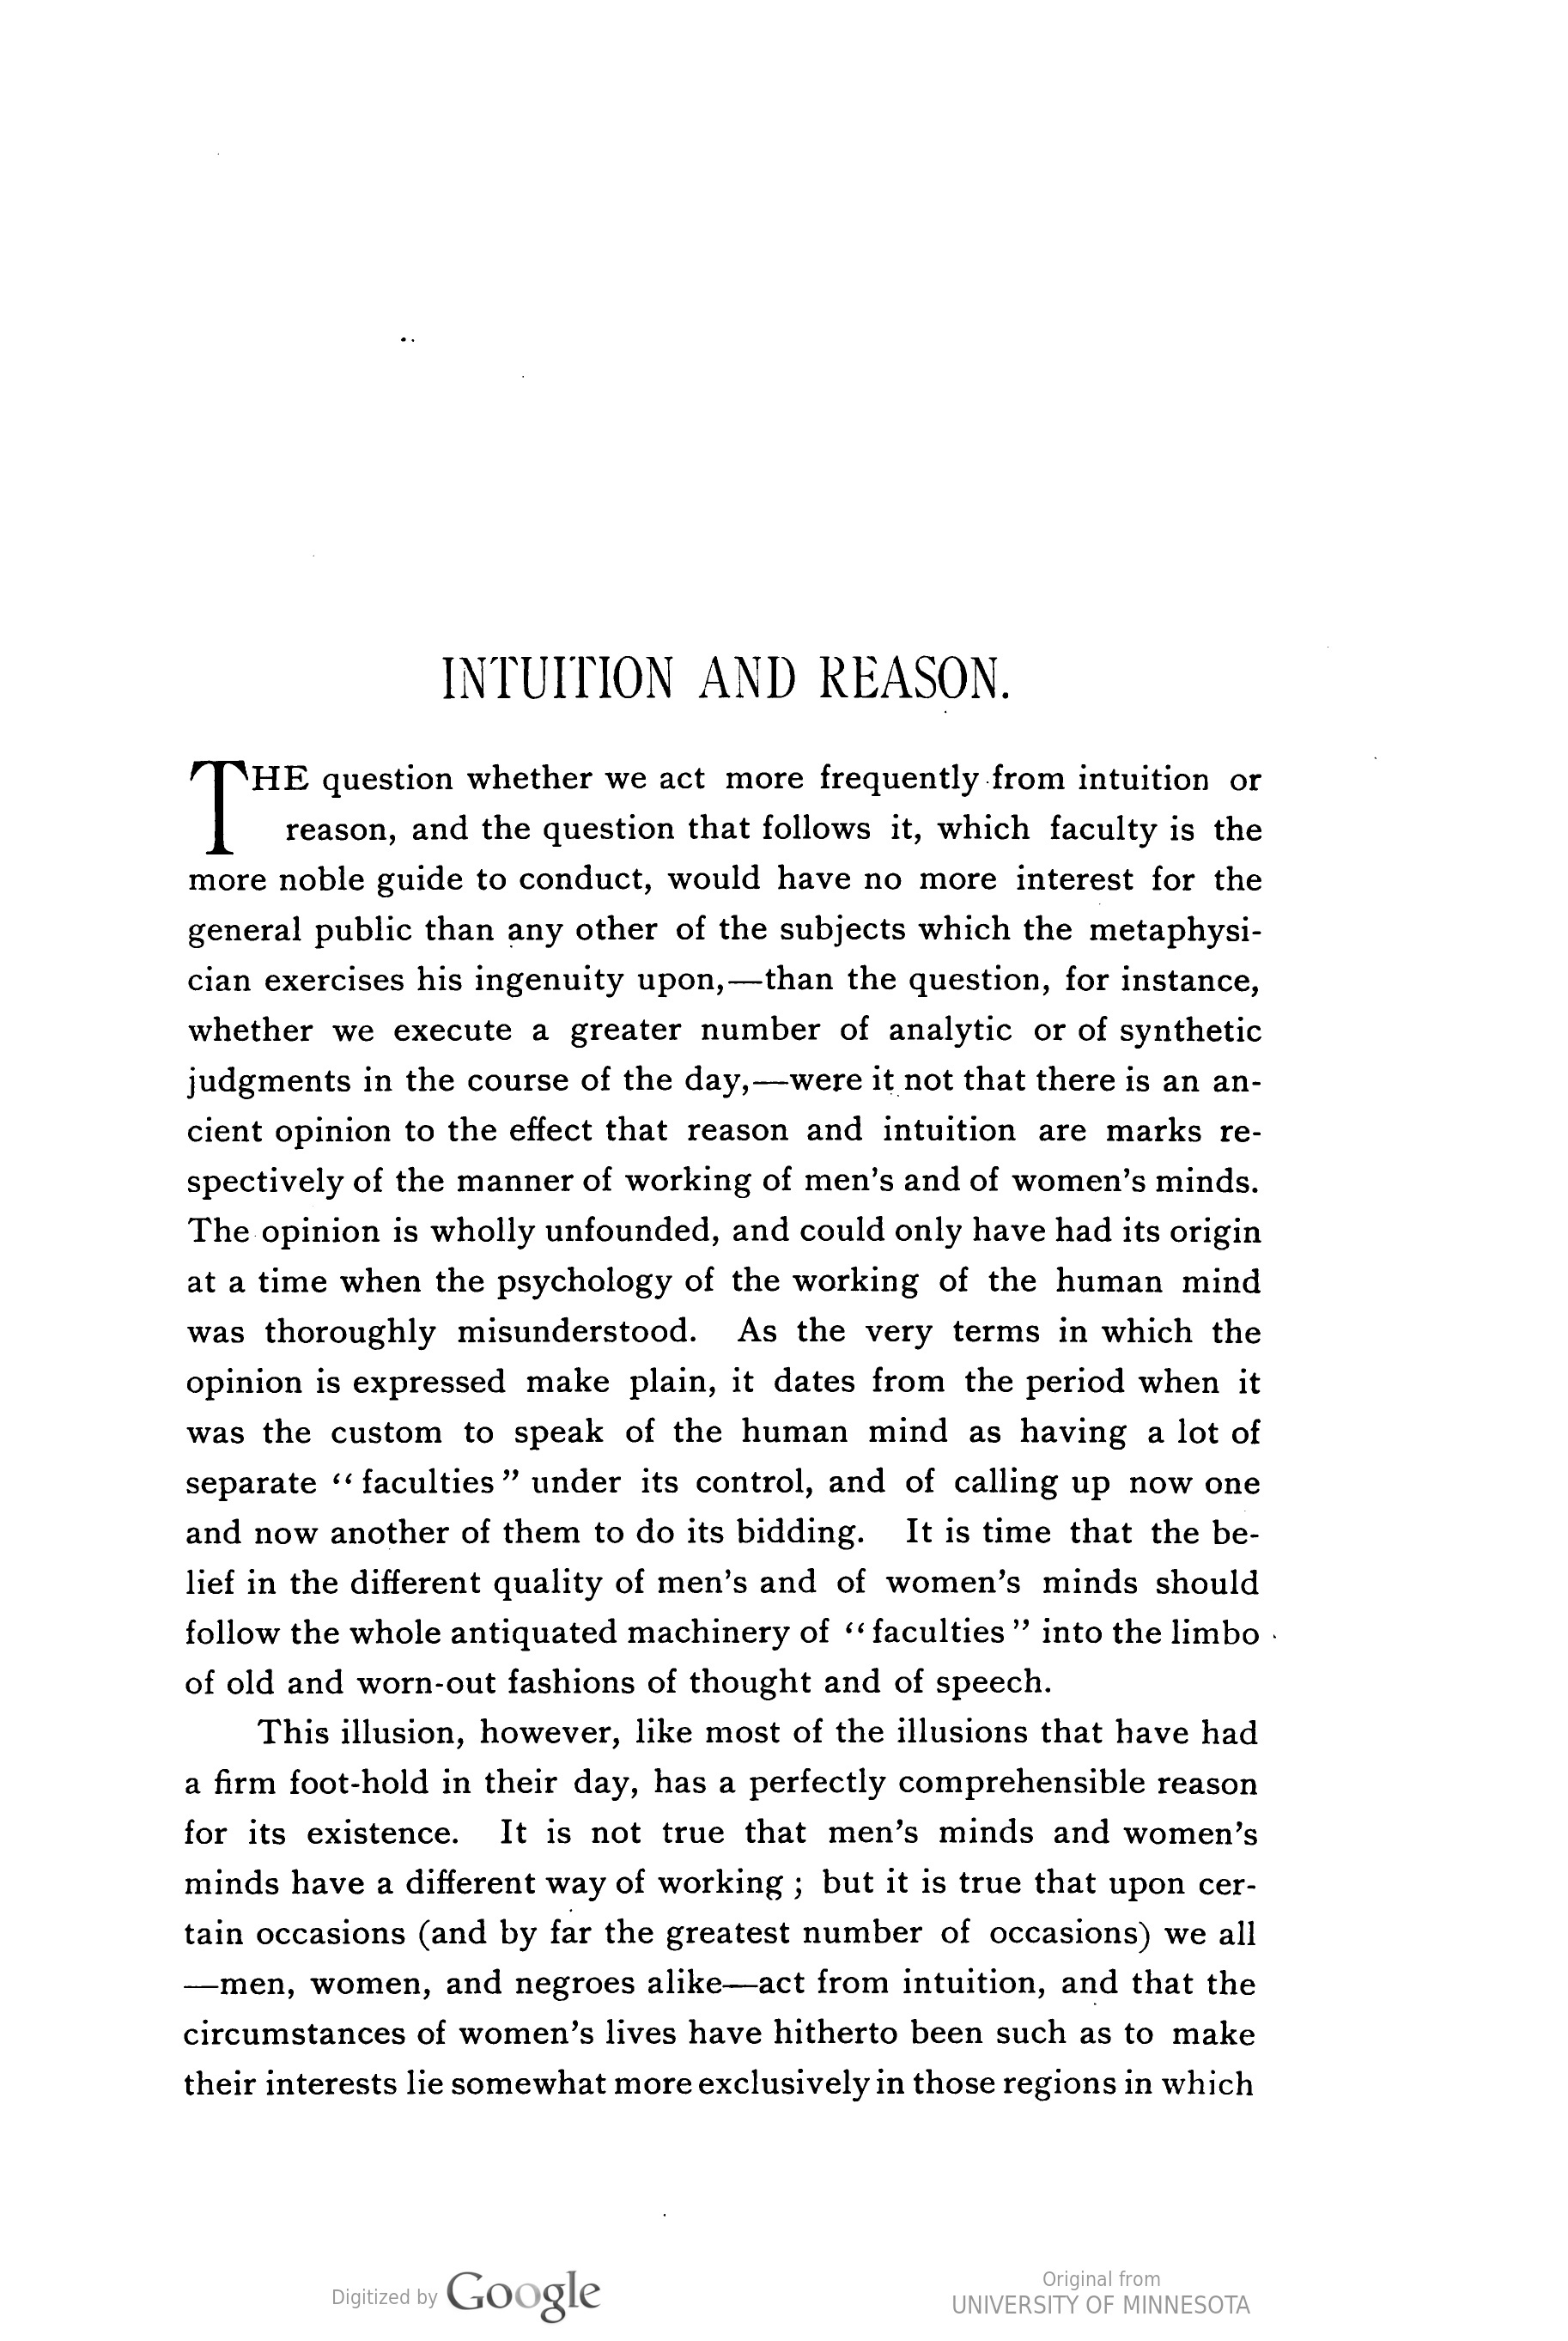 INTUITION AND REASON.
THE question whether we act more frequently from intuition or
reason, and the question that follows it, which faculty is the
more noble guide to conduct, would have no more interest for the
general public than any other of the subjects which the metaphysi-
cian exercises his ingenuity upon,—than the question, for instance,
whether we execute a greater number of analytic or of synthetic
judgments in the course of the day,—were it not that there is an an-
cient opinion to the effect that reason and intuition are marks re-
spectively of the manner of working of men's and of women's minds.
The opinion is wholly unfounded, and could only have had its origin
at a time when the psychology of the working of the human mind
was thoroughly misunderstood. As the very terms in which the
opinion is expressed make plain, it dates from the period when it
was the custom to speak of the human mind as having a lot of
separate “faculties” under its control, and of calling up now one
and now another of them to do its bidding. It is time that the be-
lief in the different quality of men's and of women's minds should
follow the whole antiquated machinery of “faculties” into the limbo
of old and worn-out fashions of thought and of speech.
This illusion, however, like most of the illusions that have had
a firm foot-hold in their day, has a perfectly comprehensible reason
for its existence. It is not true that men's minds and women's
minds have a different way of working ; but it is true that upon cer-
tain occasions (and by far the greatest number of occasions) we all
—men, women, and negroes alike—act from intuition, and that the
circumstances of women's lives have hitherto been such as to make
their interests lie somewhat more exclusively in those regions in which
Digitized by Google
Original from
UNIVERSITY OF MINNESOTA